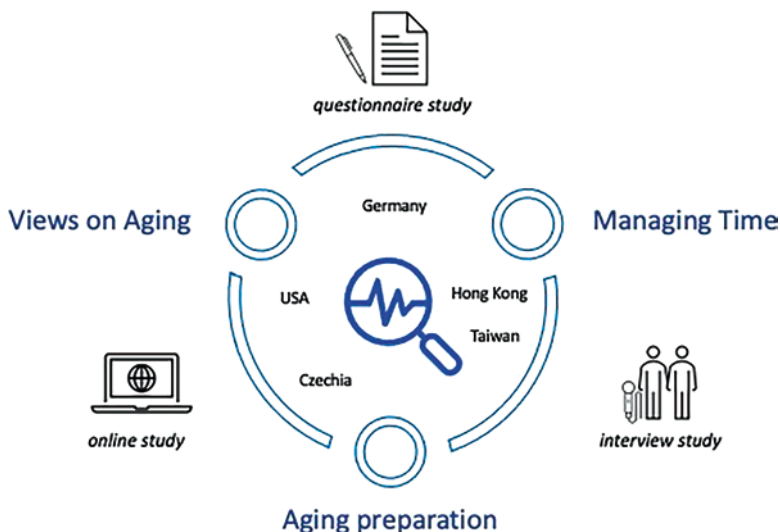 questionnaire study
Views on Aging
Germany
Managing Time
USA
Hong Kong
Taiwan
Czechia
online study
interview study
Aging preparation